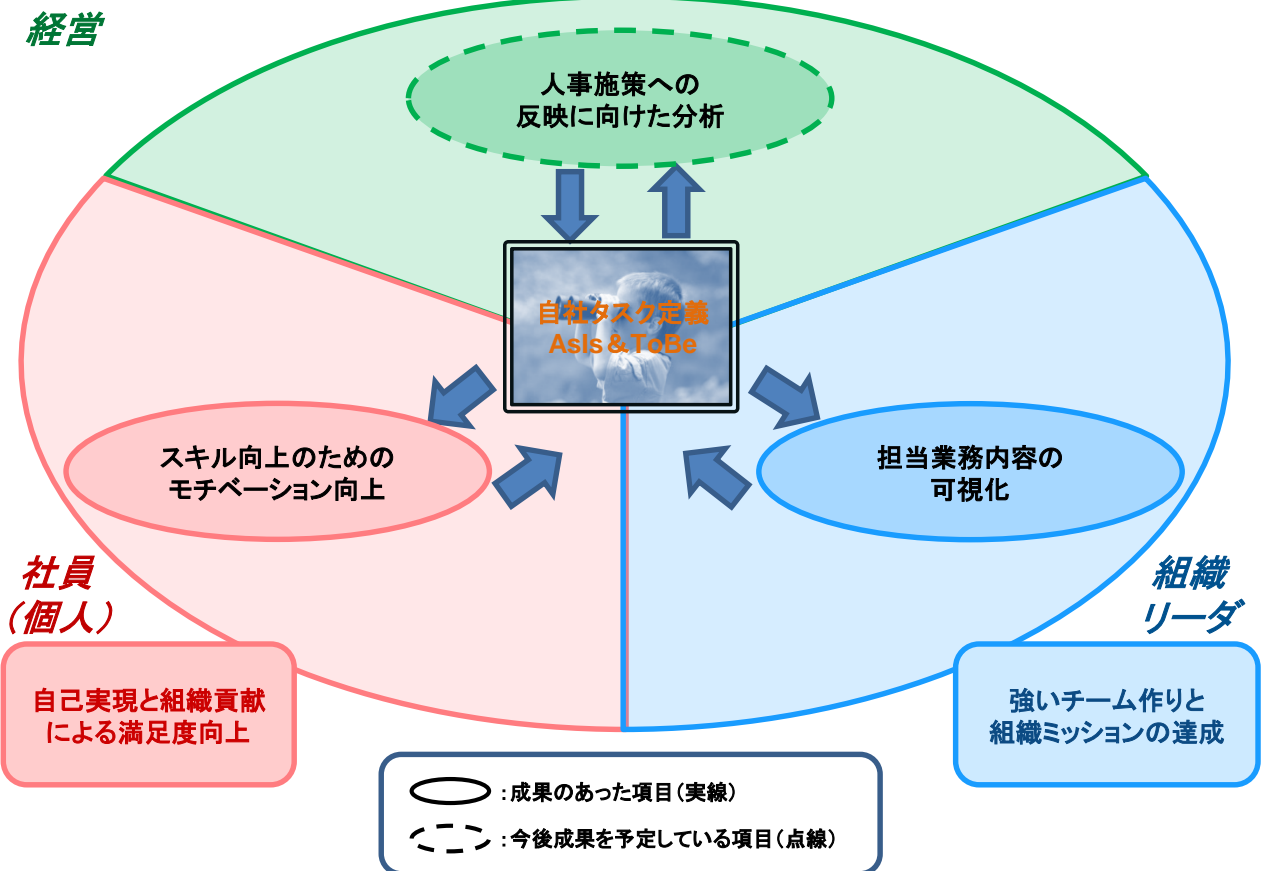 経営
人事施策への
反映に向けた分析
自社タスク定義
AsIs＆ToBe
スキル向上のための
モチベーション向上
担当業務内容の
可視化
社員
（個人）
組織
リーダ
自己実現と組織貢献
による満足度向上
強いチーム作りと
組織ミッションの達成
：成果のあった項目（実線）
：今後成果を予定している項目（点線）